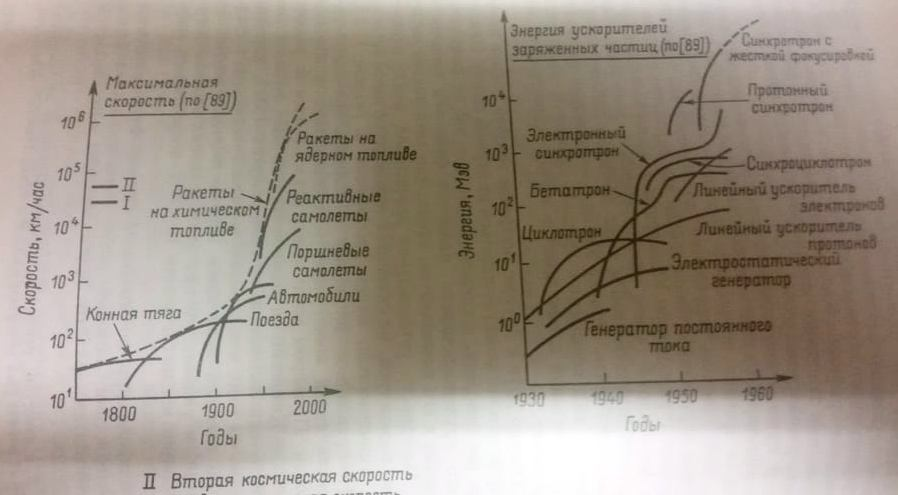 Максимальная
скорость (по [89])
Скорость, км/час
10⁶
10⁵
10⁴
10³
10²
10¹
II
I
Ракеты на
ядерном топливе
Ракеты
на химическом
топливе
Реактивные
самолеты
Поршневые
самолеты
Автомобили
Поезда
Конная тяга
1800
1900
2000
Годы
Энергия ускорителей
заряженных частиц (по [89])
Энергия, Мэв
10⁴
10³
10²
10¹
10⁰
Синхротрон с
жесткой фокусировкой
Протонный
синхротрон
Электронный
синхротрон
Синхроциклотрон
Бетатрон
Линейный ускоритель
электронов
Циклотрон
Линейный ускоритель
протонов
Электростатический
генератор
Генератор постоянного
тока
1930
1940
1950
1960
Годы
II Вторая космическая скорость
скорость